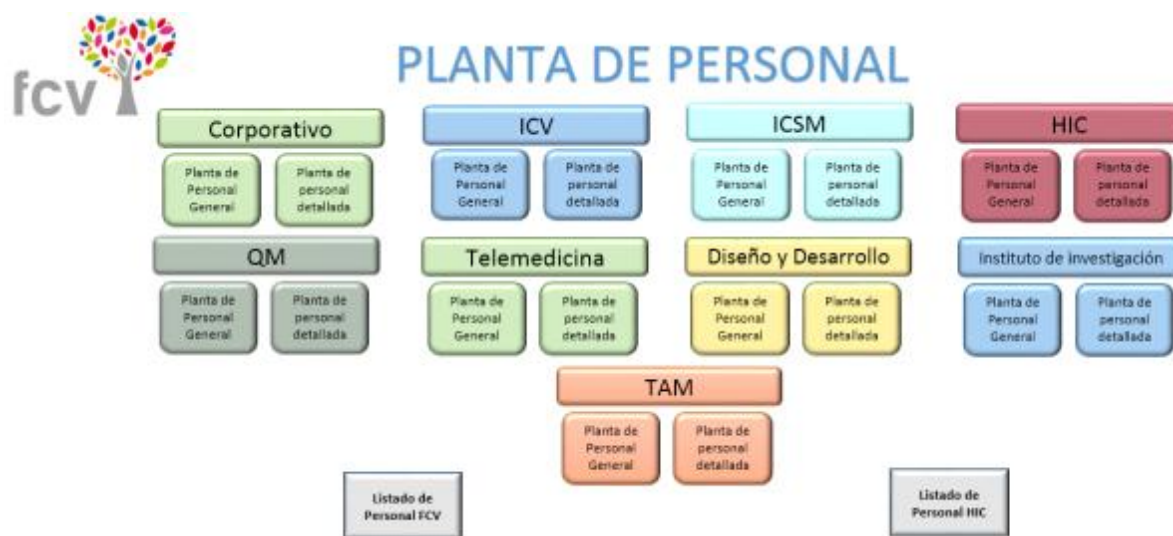 fcv
PLANTA DE PERSONAL
Corporativo
Planta de
Personal
General
Planta de
personal
detallada
ICV
Planta de
Personal
General
Planta de
personal
detallada
ICSM
Planta de
Personal
General
Planta de
personal
detallada
HIC
Planta de
Personal
General
Planta de
personal
detallada
QM
Planta de
Personal
General
Planta de
personal
detallada
Telemedicina
Planta de
Personal
General
Planta de
personal
detallada
Diseño y Desarrollo
Planta de
Personal
General
Planta de
personal
detallada
Instituto de investigación
Planta de
Personal
General
Planta de
personal
detallada
TAM
Planta de
Personal
General
Planta de
personal
detallada
Listado de
Personal FCV
Listado de
Personal HIC